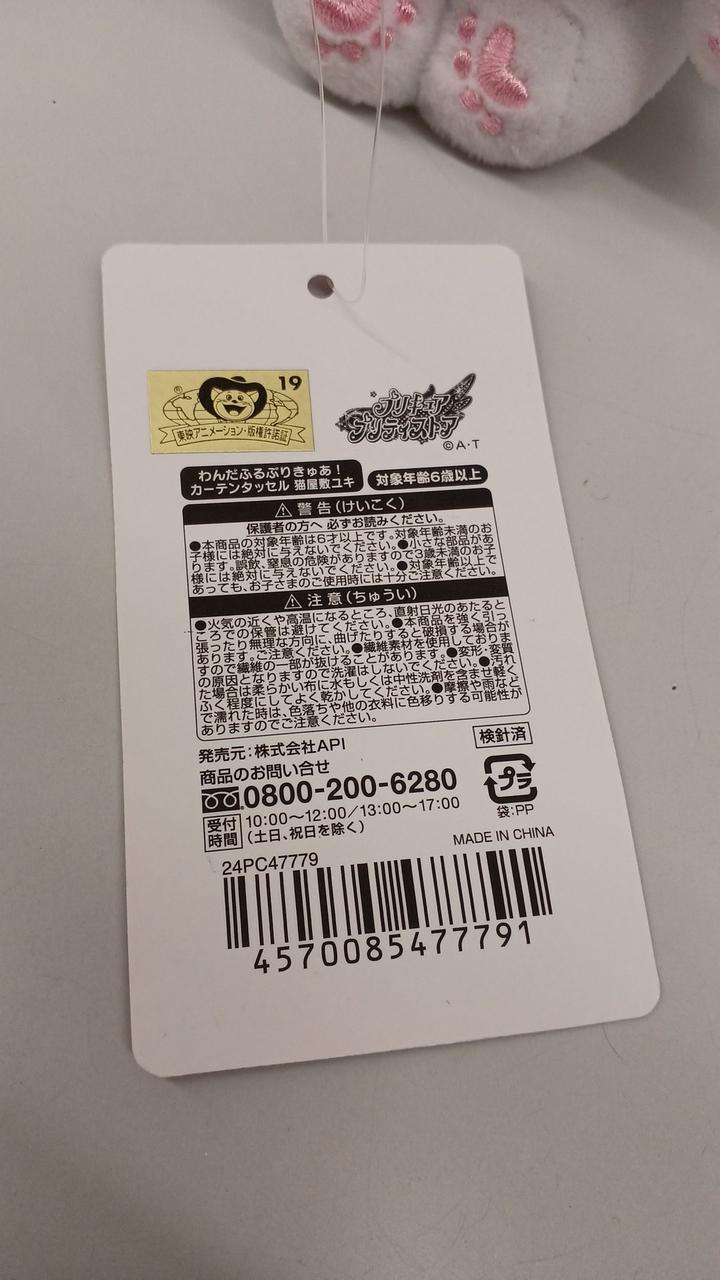 19
®
東映アニメーション・版権許諾証
プリキュア
プリティストア
©A・T
わんだふるぷりきゅあ!
カーテンタッセル 猫屋敷ユキ
対象年齢6歳以上
⚠警告(けいこく)
保護者の方へ 必ずお読みください。
●本商品の対象年齢は6才以上です。対象年齢未満のお
子様には絶対に与えないでください。●小さな部品があ
ります。誤飲、窒息の危険がありますので3歳未満のお子
様には絶対に与えないでください。●対象年齢以上で
あっても、お子さまのご使用時には十分ご注意ください。
⚠注意(ちゅうい)
●火気の近くや高温になるところ、直射日光のあたると
ころでの保管は避けてください。●本商品を強く引っ
張ったり無理な方向に、曲げたりすると破損する場合が
あります。ご注意ください。●繊維素材を使用しておりま
すので繊維の一部が抜けることがあります。●変形・変質
の原因となりますので洗濯はしないでください。●汚れ
た場合は柔らかい布に水もしくは中性洗剤を含ませ軽く
ふく程度にしてよく乾かしてください。●摩擦や雨など
で濡れた時は、色落ちや他の衣料に色移りする可能性が
ありますのでご注意ください。
発売元:株式会社API
検針済
商品のお問い合せ
0800-200-6280
プラ
袋:PP
受付時間
10:00〜12:00/13:00〜17:00
(土日、祝日を除く)
MADE IN CHINA
24PC47779
4570085477791